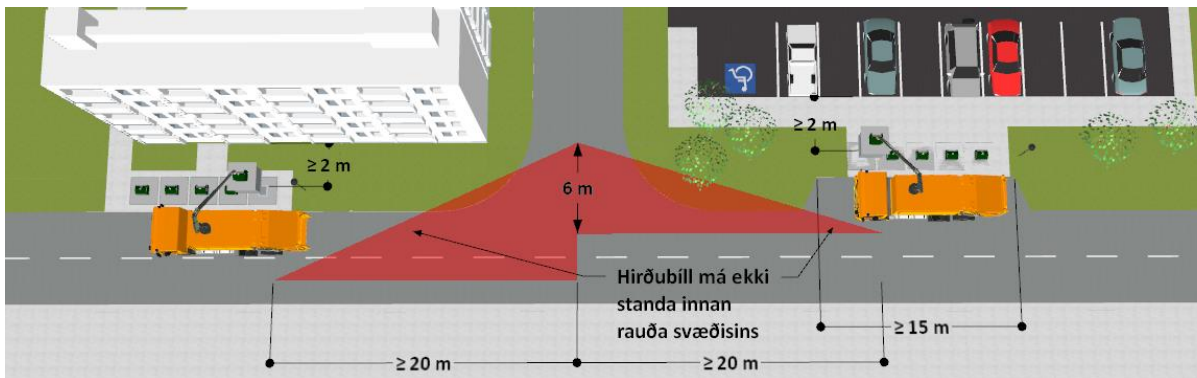 ≥ 2 m
≥ 2 m
6 m
Hirðubíll má ekki
standa innan
rauða svæðisins
≥ 15 m
≥ 20 m
≥ 20 m